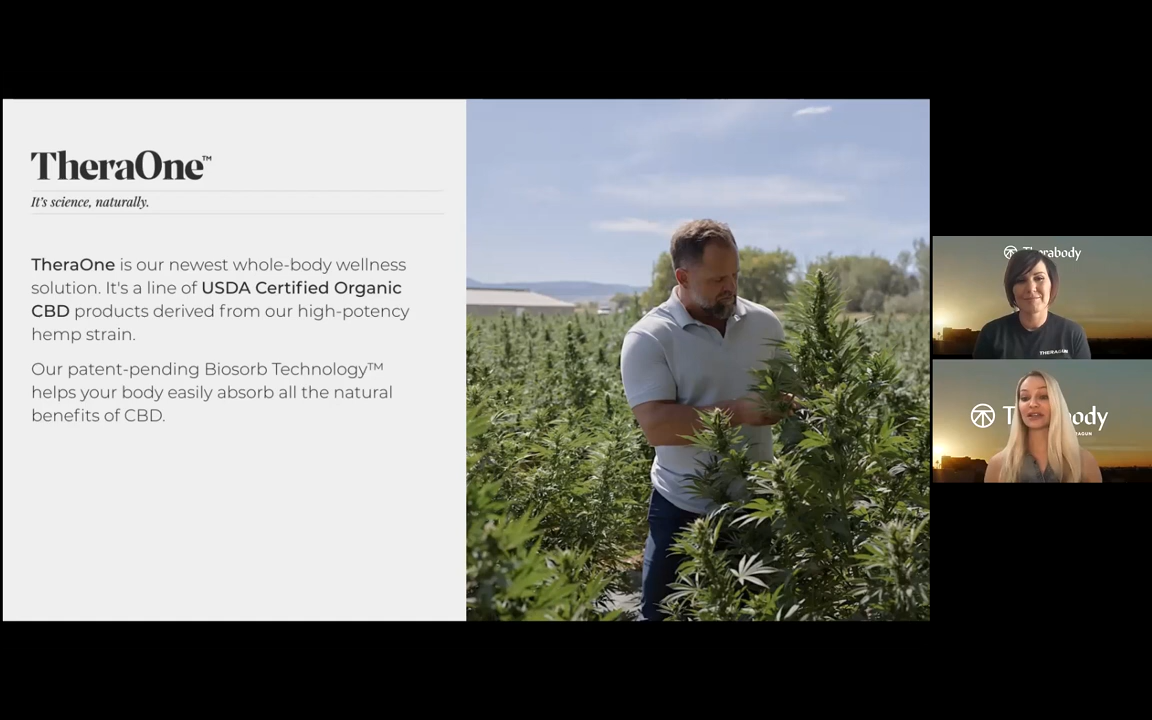 TheraOne™
It's science, naturally.
TheraOne is our newest whole-body wellness
solution. It's a line of USDA Certified Organic
CBD products derived from our high-potency
hemp strain.
Our patent-pending Biosorb Technology™
helps your body easily absorb all the natural
benefits of CBD.